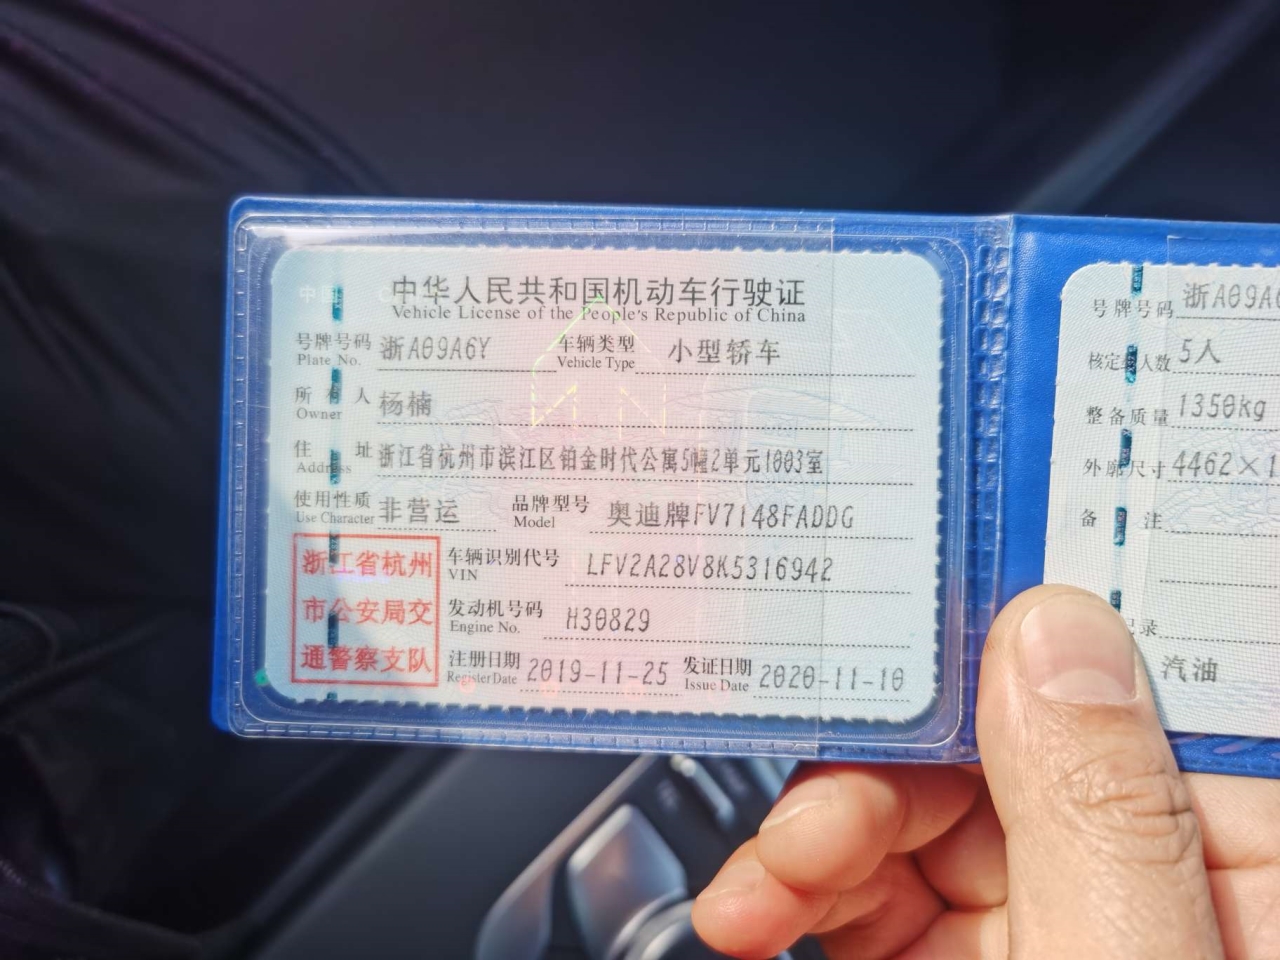 中华人民共和国机动车行驶证
Vehicle License of the People's Republic of China
号牌号码 浙A09A6Y 车辆类型 小型轿车
Plate No. Vehicle Type
所有人 杨楠
Owner
住址 浙江省杭州市滨江区铂金时代公寓5幢2单元1003室
Address
使用性质 非营运 品牌型号 奥迪牌FV7148FADDG
Use Character Model
浙江省杭州
市公安局交
通警察支队
车辆识别代号 LFV2A28V8K5316942
VIN
发动机号码 H30829
Engine No.
注册日期 2019-11-25 发证日期 2020-11-10
Register Date Issue Date
号牌号码 浙A09A
核定载人数 5人
整备质量 1350kg
外廓尺寸 4462×1
备注
记录
汽油